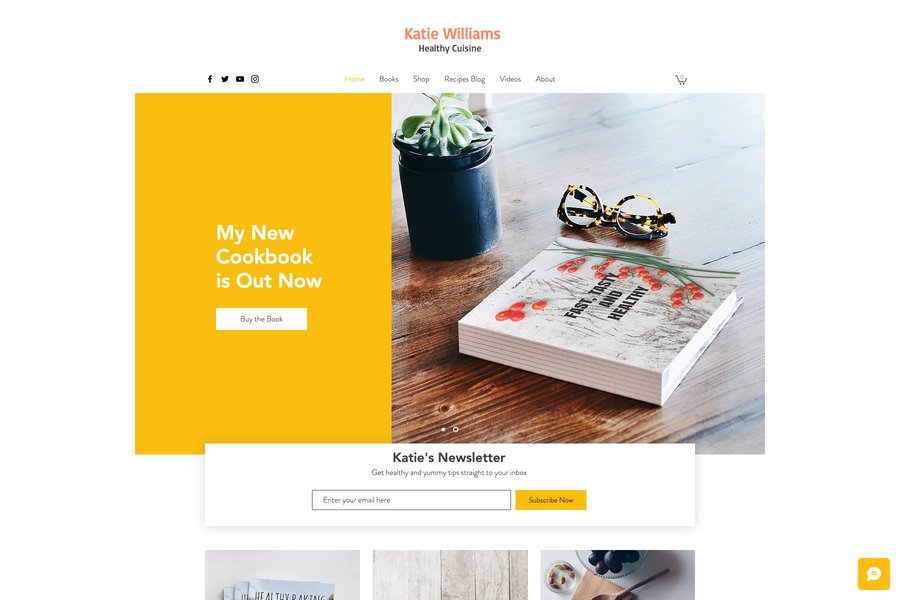 Katie Williams
Healthy Cuisine
Home Books Shop Recipes Blog Videos About
0
My New
Cookbook
is Out Now
Buy the Book
Katie Williams
FAST, TASTY
AND
HEALTHY
Katie's Newsletter
Get healthy and yummy tips straight to your inbox
Enter your email here
Subscribe Now
HEALTHY BAKING